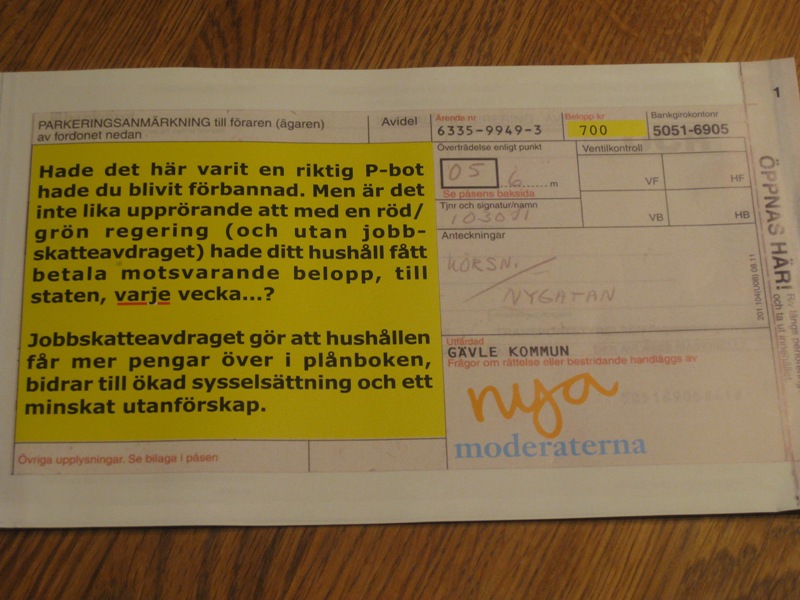 1
PARKERINGSANMÄRKNING till föraren (ägaren)
av fordonet nedan
Avidel
Ärende nr
6335-9949-3
Belopp kr
700
Bankgirokontonr
5051-6905
Hade det här varit en riktig P-bot
hade du blivit förbannad. Men är det
inte lika upprörande att med en röd/
grön regering (och utan jobb-
skatteavdraget) hade ditt hushåll fått
betala motsvarande belopp, till
staten, varje vecka...?
Jobbskatteavdraget gör att hushållen
får mer pengar över i plånboken,
bidrar till ökad sysselsättning och ett
minskat utanförskap.
Övriga upplysningar. Se bilaga i påsen
Överträdelse enligt punkt
05 6 m
Se påsens baksida
Tjnr och signatur/namn
Ventilkontroll
VF HF
VB HB
Anteckningar
KORSN.
NYGATAN
Utfärdad
GÄVLE KOMMUN
Frågor om rättelse eller bestridande handläggs av
nya
moderaterna
ÖPPNAS HÄR!